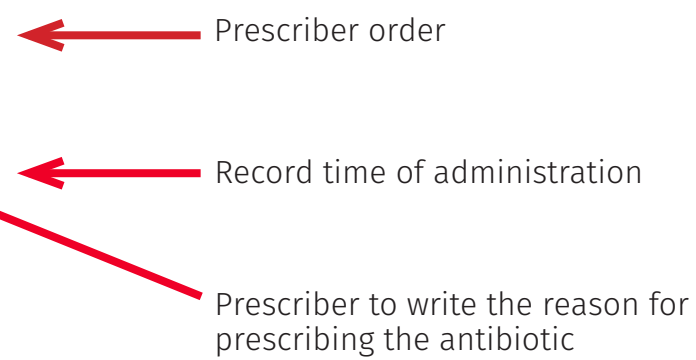 Prescriber order
Record time of administration
Prescriber to write the reason for
prescribing the antibiotic